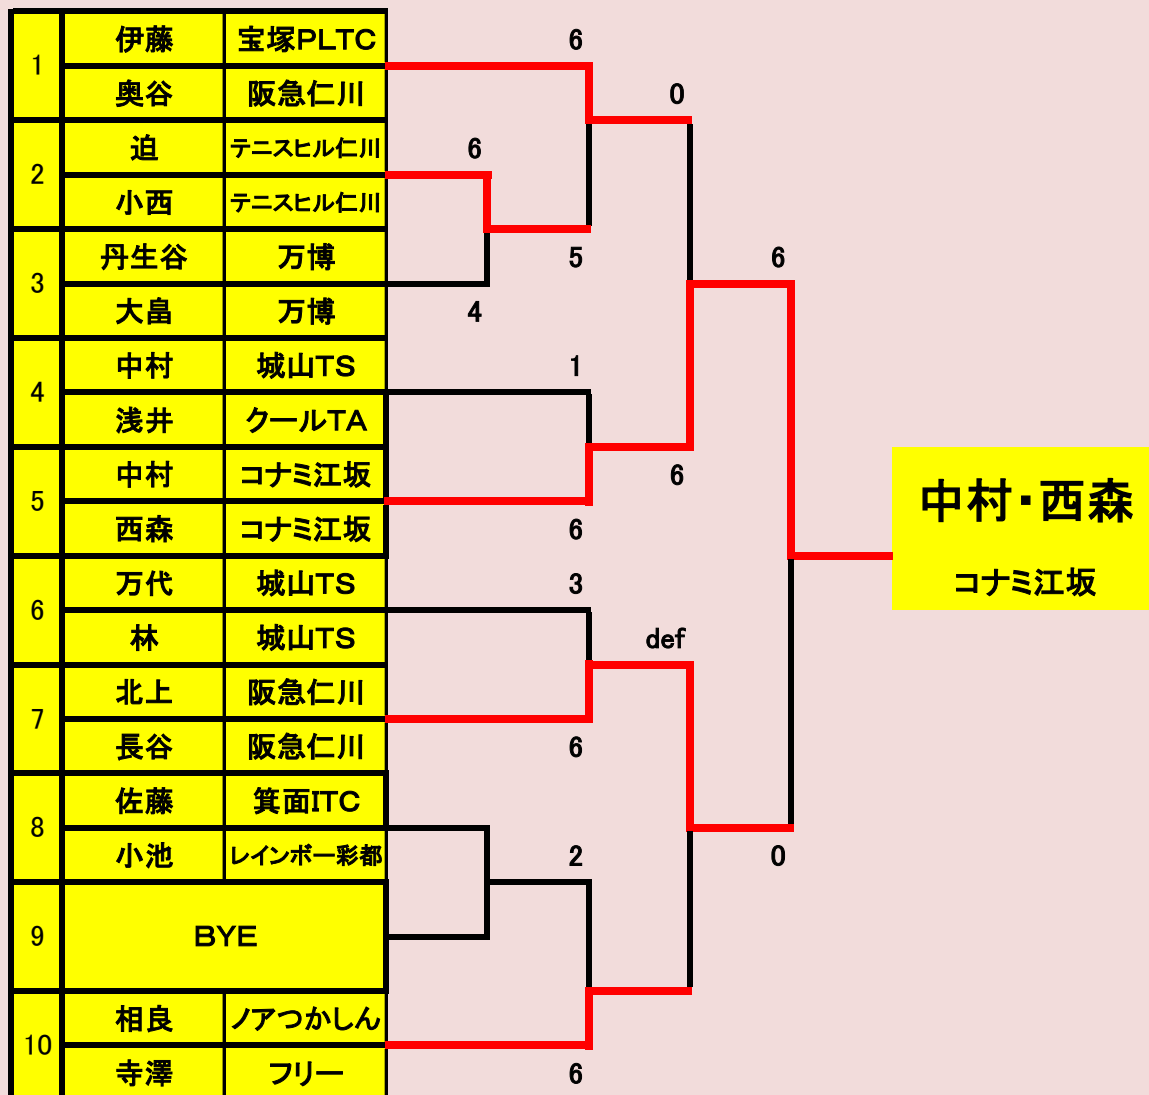 伊藤 宝塚PLTC 6
1
奥谷 阪急仁川 0
迫 テニスヒル仁川 6
2
小西 テニスヒル仁川
丹生谷 万博 5 6
3
大畠 万博 4
中村 城山TS 1
4
浅井 クールTA
中村 コナミ江坂 6
5
中村・西森
西森 コナミ江坂 6
万代 城山TS 3 コナミ江坂
6
林 城山TS def
北上 阪急仁川
7
長谷 阪急仁川 6
佐藤 箕面ITC
8
小池 レインボー彩都 2 0
9 BYE
相良 ノアつかしん
10
寺澤 フリー 6